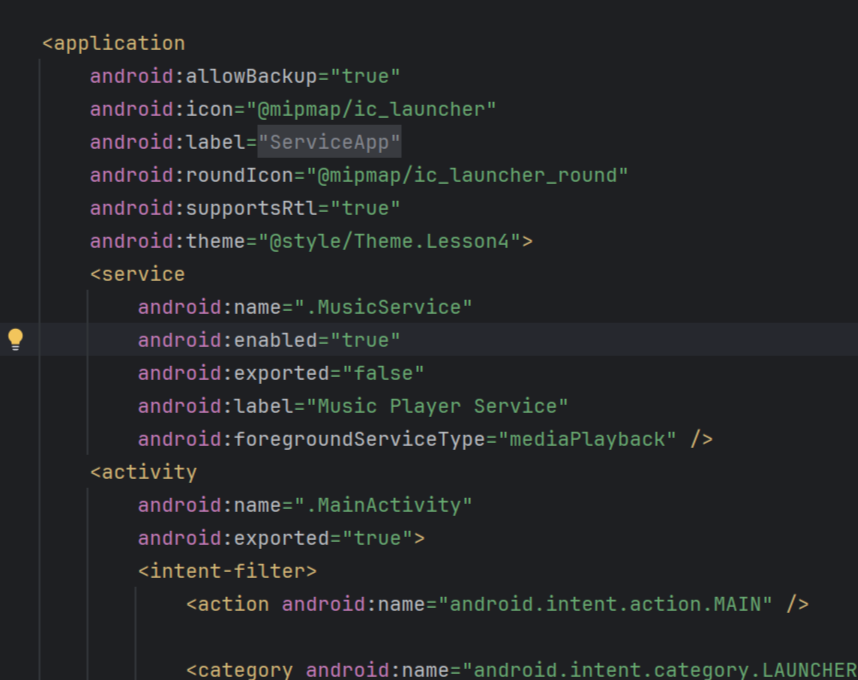 <application
android:allowBackup="true"
android:icon="@mipmap/ic_launcher"
android:label="ServiceApp"
android:roundIcon="@mipmap/ic_launcher_round"
android:supportsRtl="true"
android:theme="@style/Theme.Lesson4">
<service
android:name=".MusicService"
android:enabled="true"
android:exported="false"
android:label="Music Player Service"
android:foregroundServiceType="mediaPlayback" />
<activity
android:name=".MainActivity"
android:exported="true">
<intent-filter>
<action android:name="android.intent.action.MAIN" />
<category android:name="android.intent.category.LAUNCHER